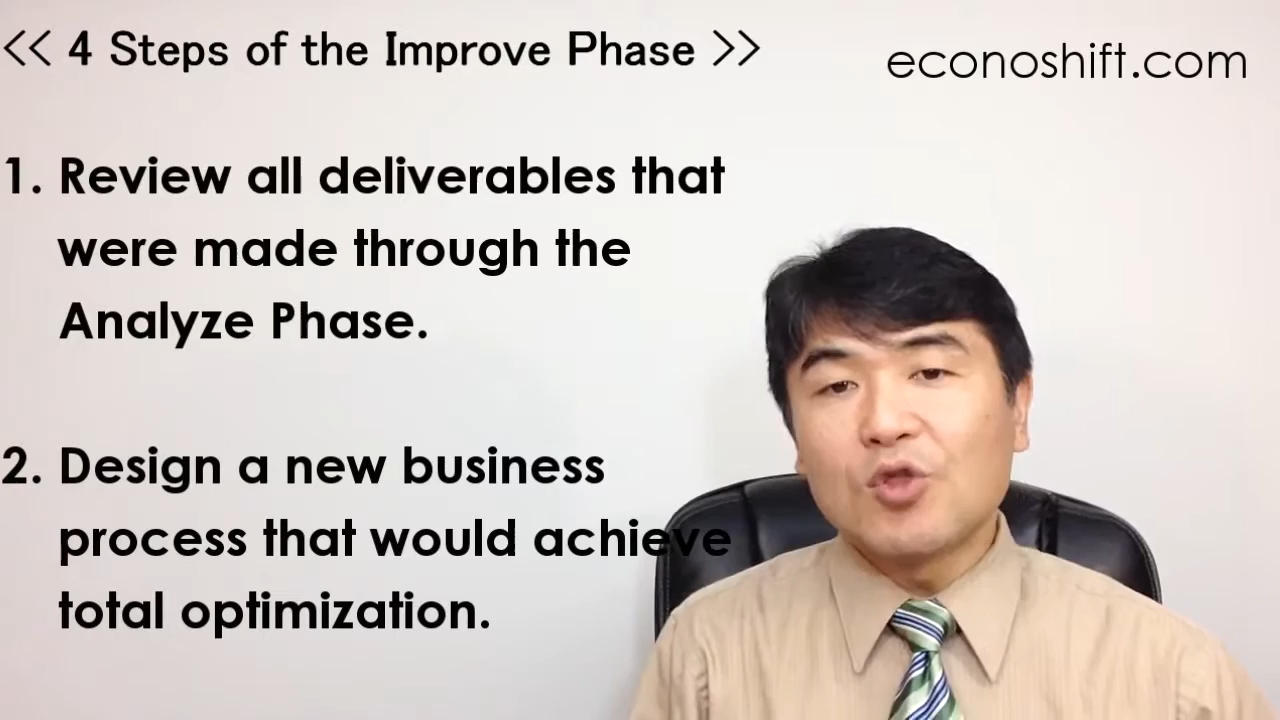 << 4 Steps of the Improve Phase >>
econoshift.com
1. Review all deliverables that
were made through the
Analyze Phase.
2. Design a new business
process that would achieve
total optimization.